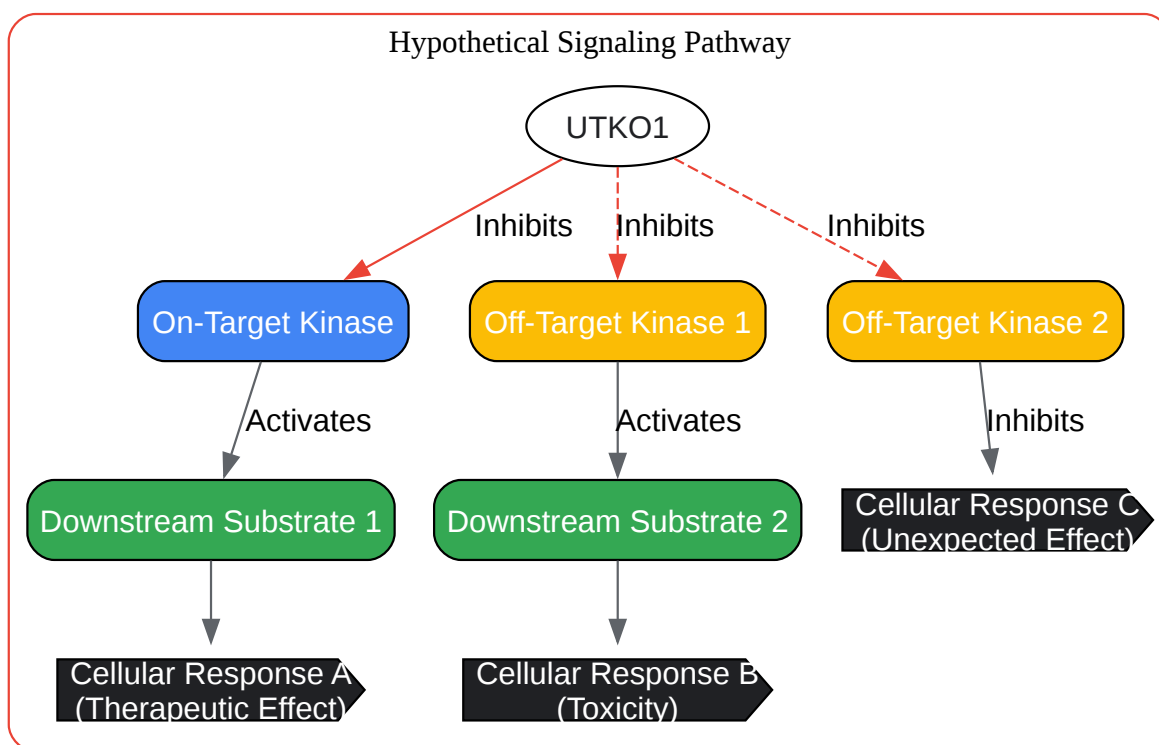 Hypothetical Signaling Pathway
UTKO1
Inhibits
Inhibits
Inhibits
On-Target Kinase
Off-Target Kinase 1
Off-Target Kinase 2
Activates
Activates
Inhibits
Downstream Substrate 1
Downstream Substrate 2
Cellular Response C
(Unexpected Effect)
Cellular Response A
(Therapeutic Effect)
Cellular Response B
(Toxicity)